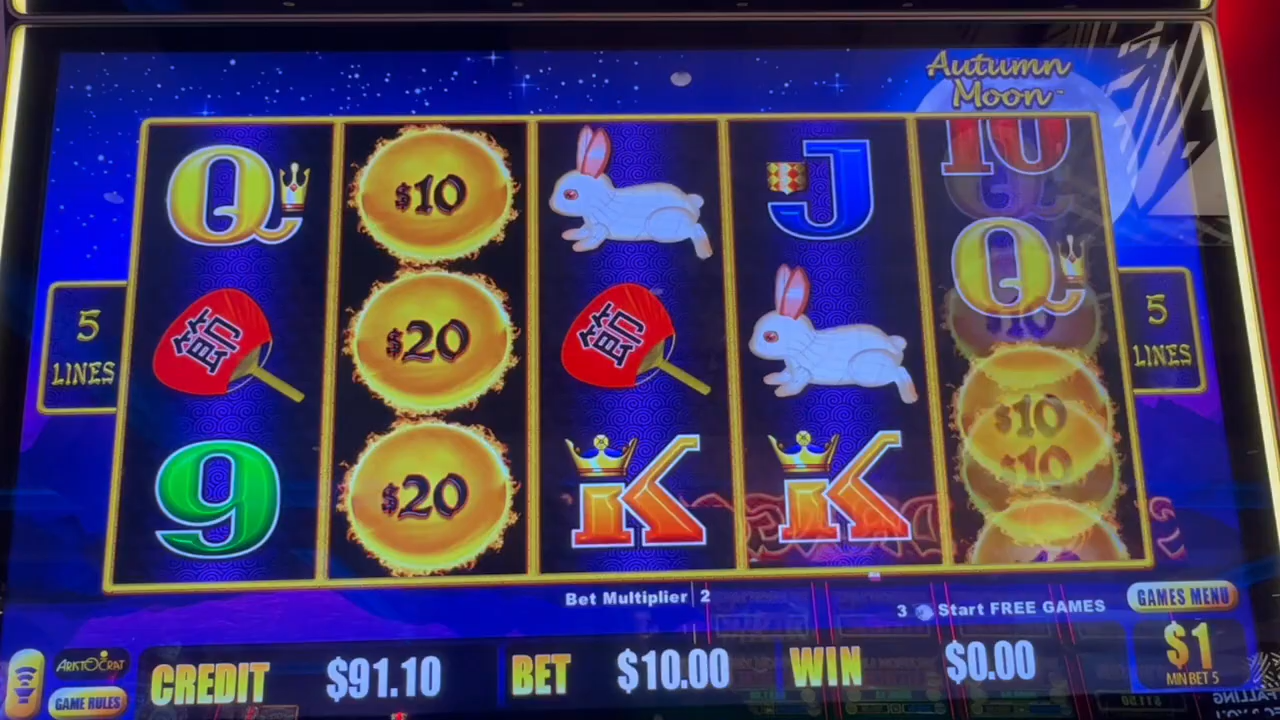 Autumn
Moon
Q
$10
J
10
Q
5
LINES
$20
$10
$10
5
LINES
9
$20
K
K
Bet Multiplier 2
3 Start FREE GAMES
GAMES MENU
ARISTOCRAT
GAME RULES
CREDIT $91.10
BET $10.00
WIN $0.00
$1
MIN BET 5